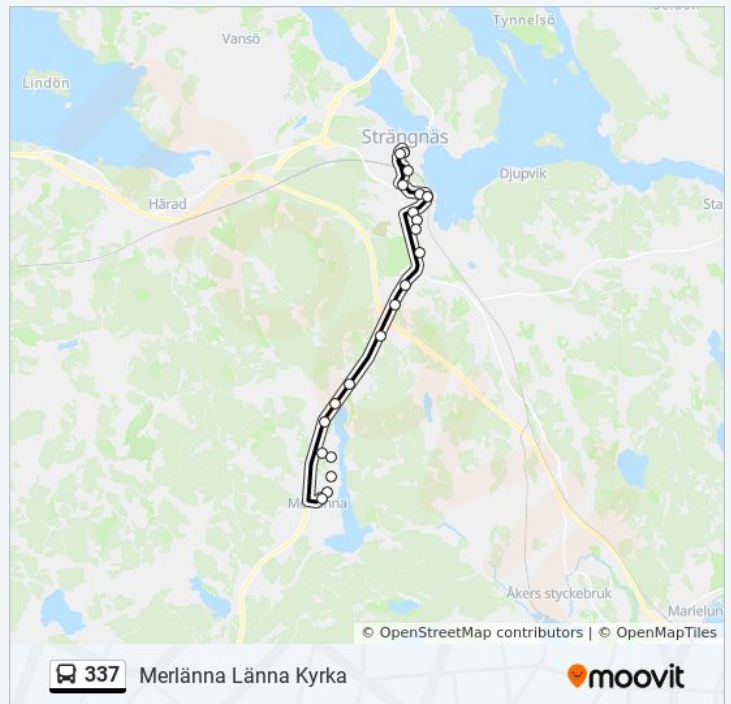 Tynnelsö
Vansö
Lindön
Strängnäs
Djupvik
Härad
Sta
Merlänna
Åkers styckebruk
Marielun
© OpenStreetMap contributors | © OpenMapTiles
337 Merlänna Länna Kyrka
moovit